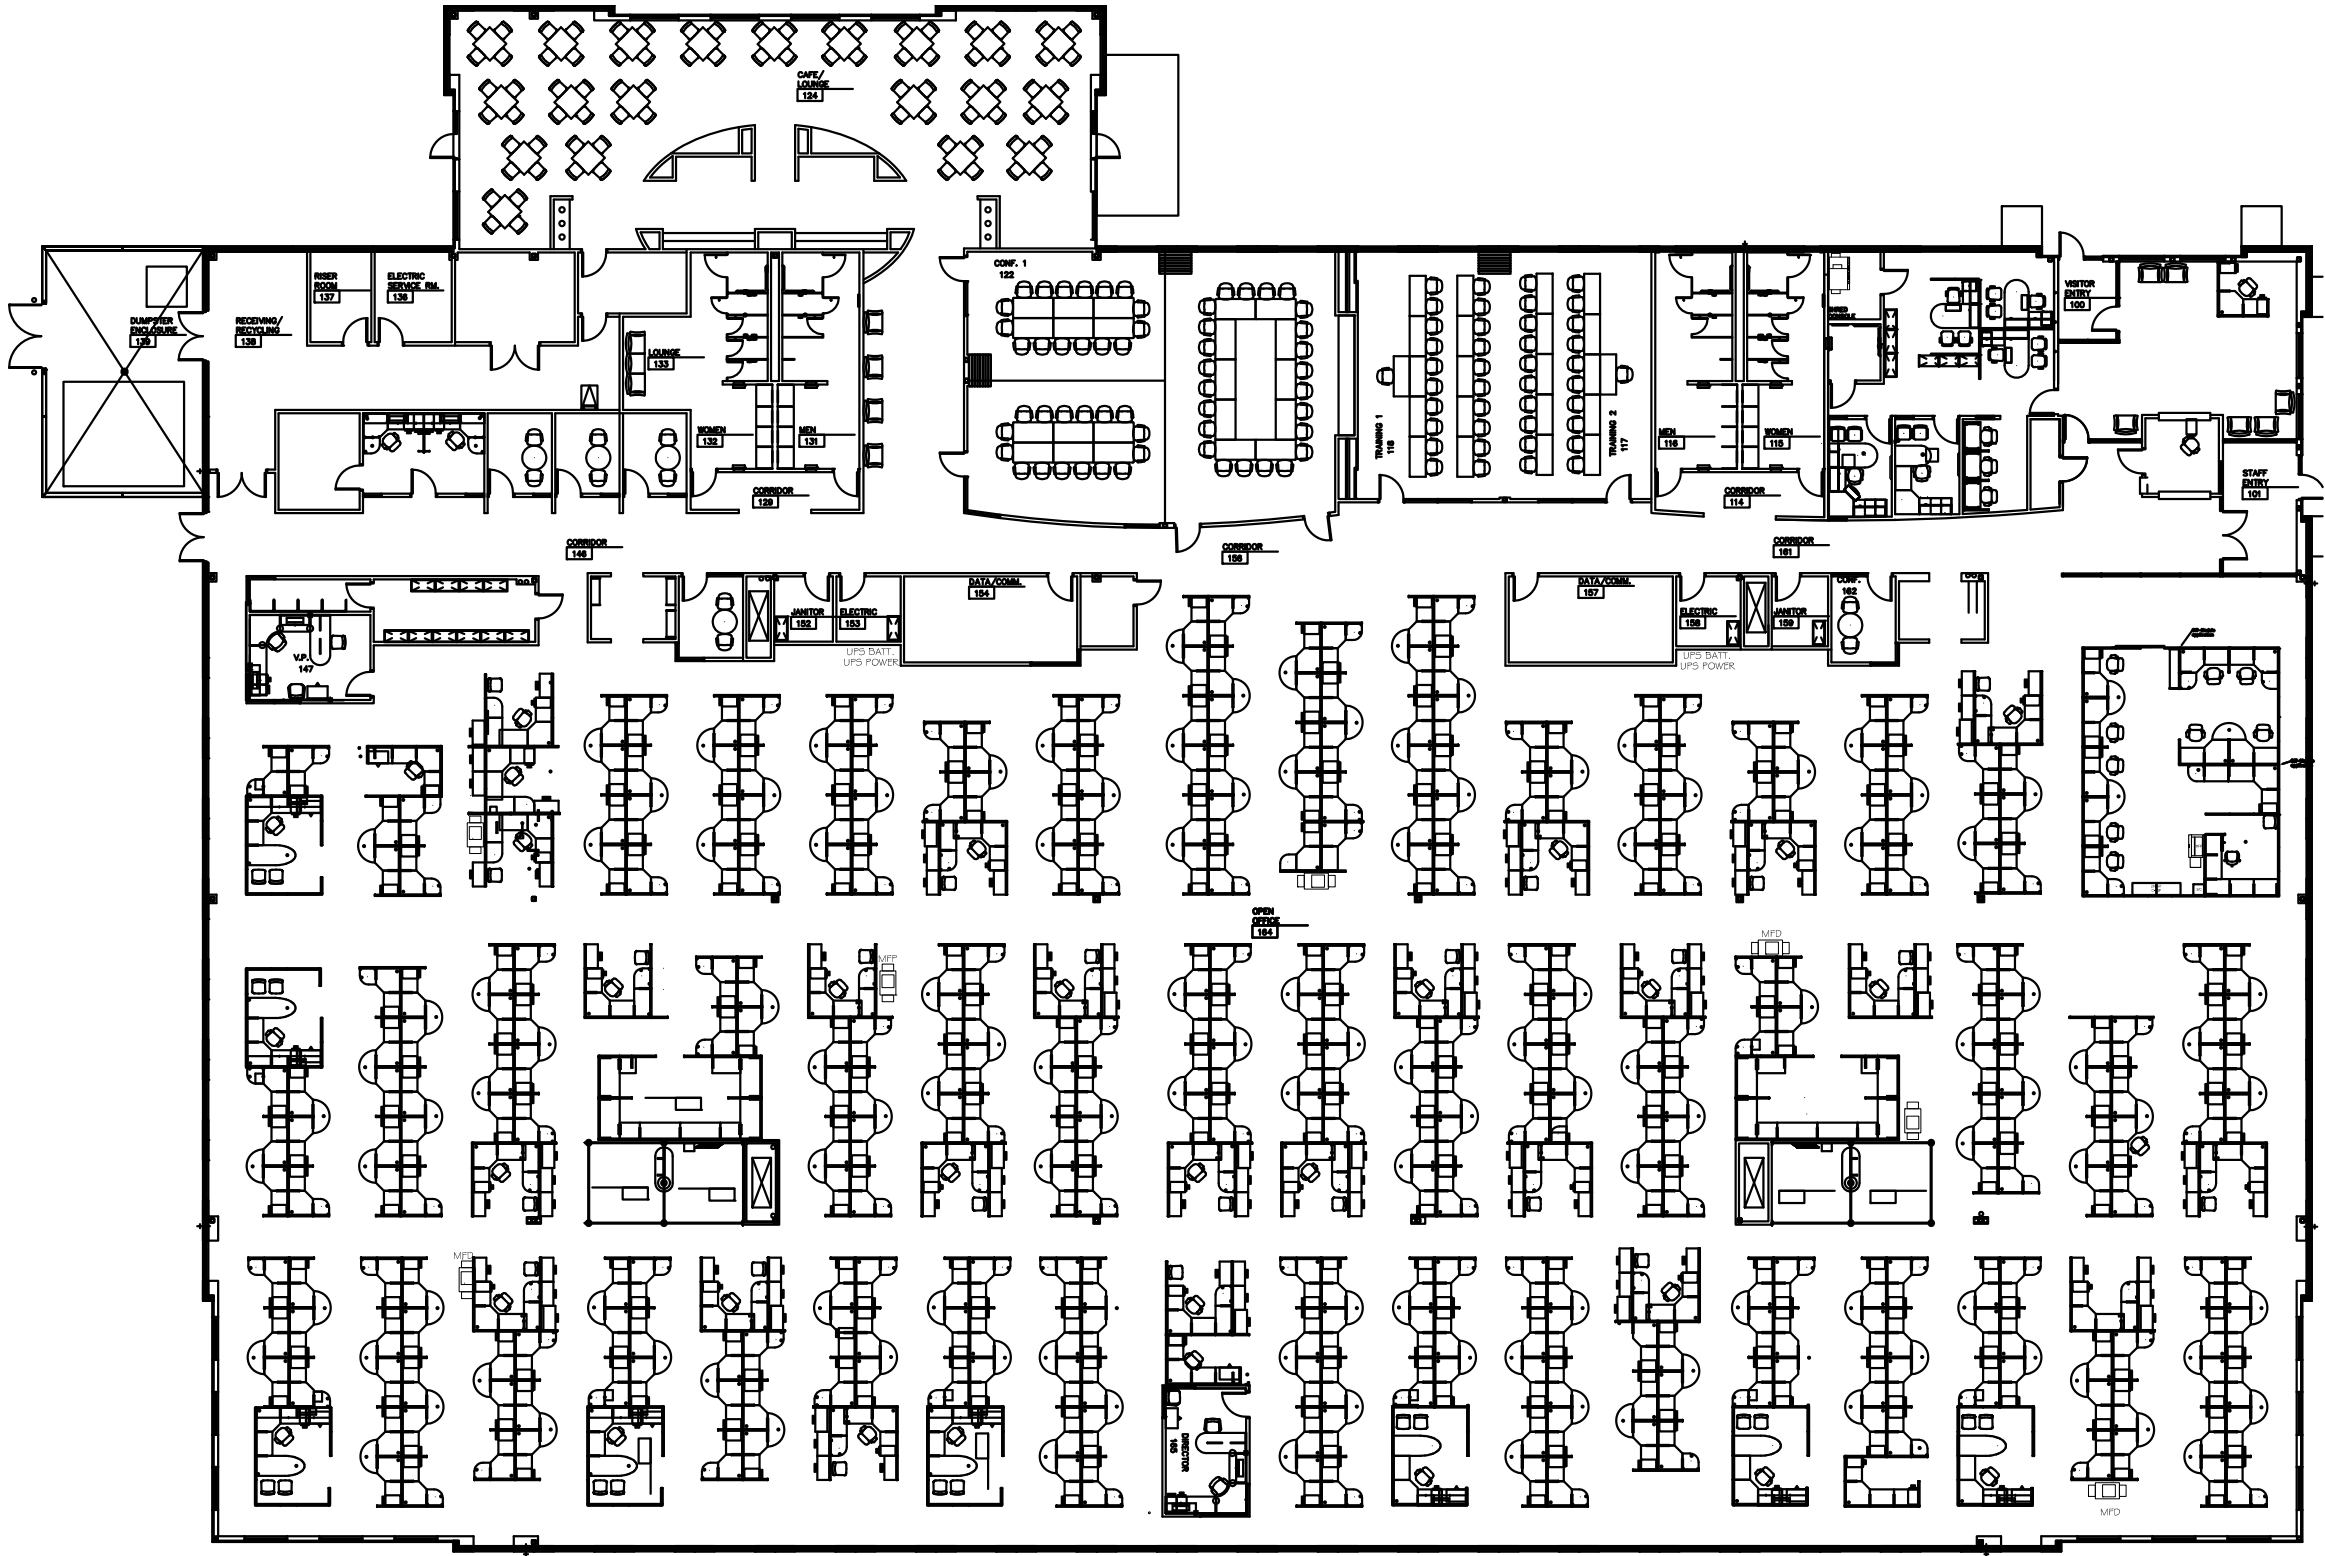 CAFE/
LOUNGE
124
CONF. 1
122
RISER
ROOM
137
ELECTRIC
SERVICE RM.
136
VISITOR
ENTRY
100
DUMPSTER
ENCLOSURE
139
RECEIVING/
RECYCLING
138
SHRED
CONSOLE
LOUNGE
133
TRAINING 1
118
TRAINING 2
117
WOMEN
132
MEN
131
MEN
116
WOMEN
115
STAFF
ENTRY
101
CORRIDOR
129
CORRIDOR
114
CORRIDOR
146
CORRIDOR
156
CORRIDOR
161
DATA/COMM.
154
DATA/COMM.
157
CONF.
162
JANITOR
152
ELECTRIC
153
ELECTRIC
158
JANITOR
159
UPS BATT.
UPS POWER
UPS BATT.
UPS POWER
V.P.
147
OPEN
OFFICE
164
MFD
MFP
MFD
DIRECTOR
165
MFD